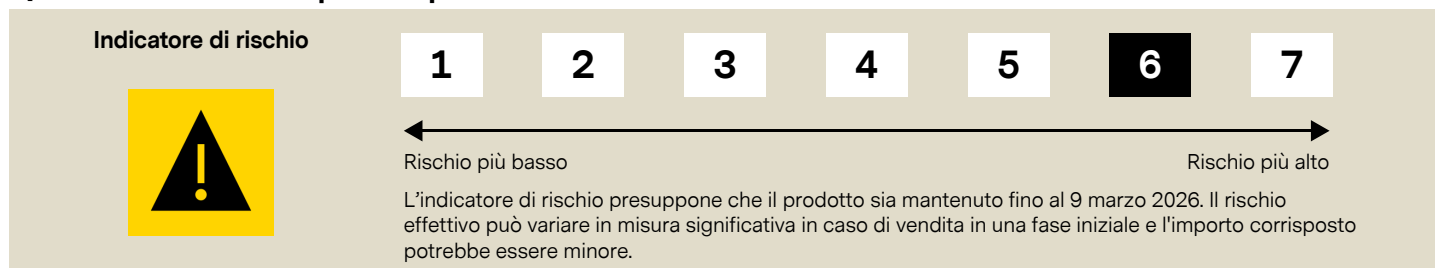 Indicatore di rischio
1 2 3 4 5 6 7
Rischio più basso Rischio più alto
L'indicatore di rischio presuppone che il prodotto sia mantenuto fino al 9 marzo 2026. Il rischio
effettivo può variare in misura significativa in caso di vendita in una fase iniziale e l'importo corrisposto
potrebbe essere minore.